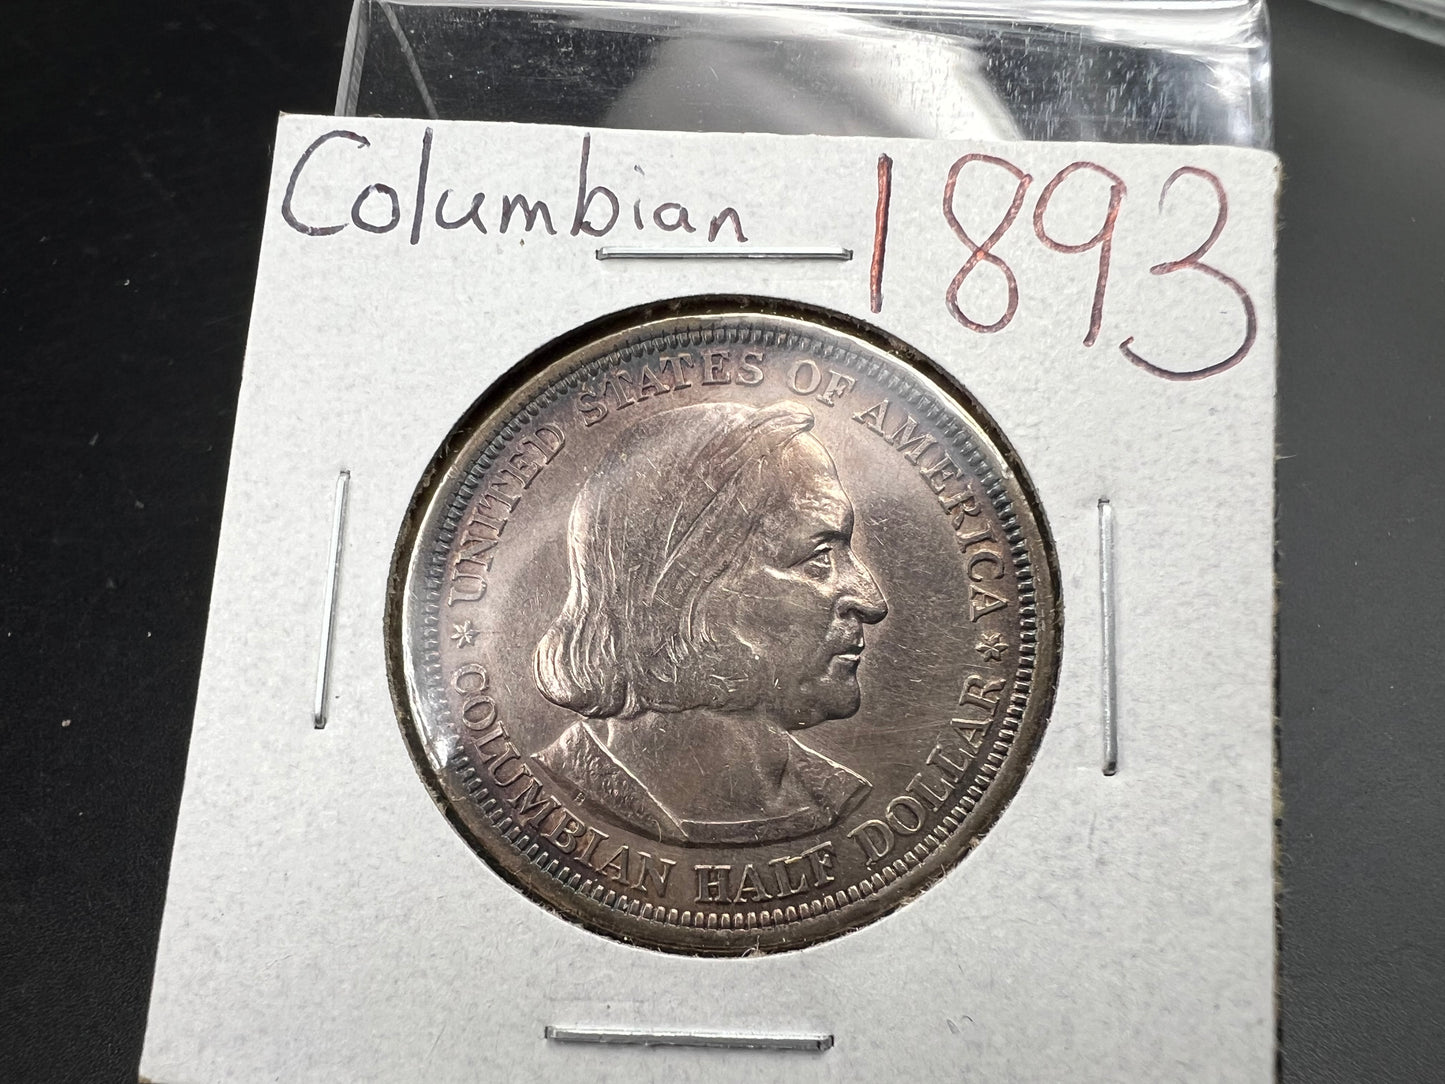 Columbian 1893
UNITED STATES OF AMERICA
COLUMBIAN HALF DOLLAR
B